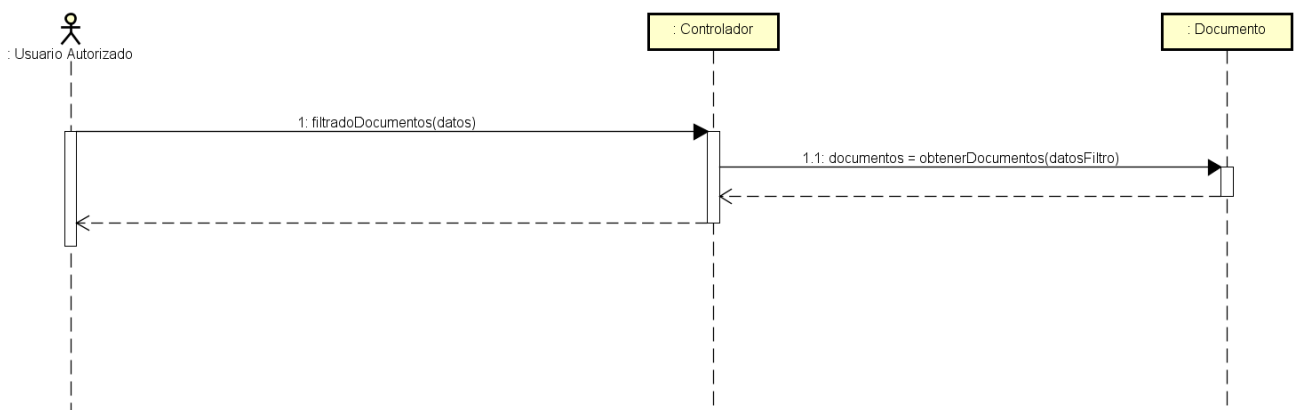 : Usuario Autorizado
: Controlador
: Documento
1: filtradoDocumentos(datos)
1.1: documentos = obtenerDocumentos(datosFiltro)